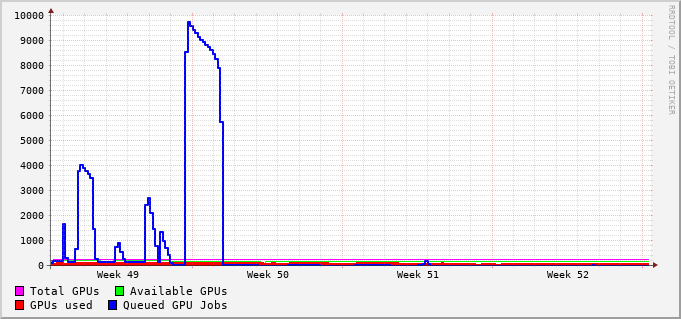 10000
9000
8000
7000
6000
5000
4000
3000
2000
1000
0
Week 49 Week 50 Week 51 Week 52
Total GPUs Available GPUs
GPUs used Queued GPU Jobs
RRDTOOL / TOBI OETIKER